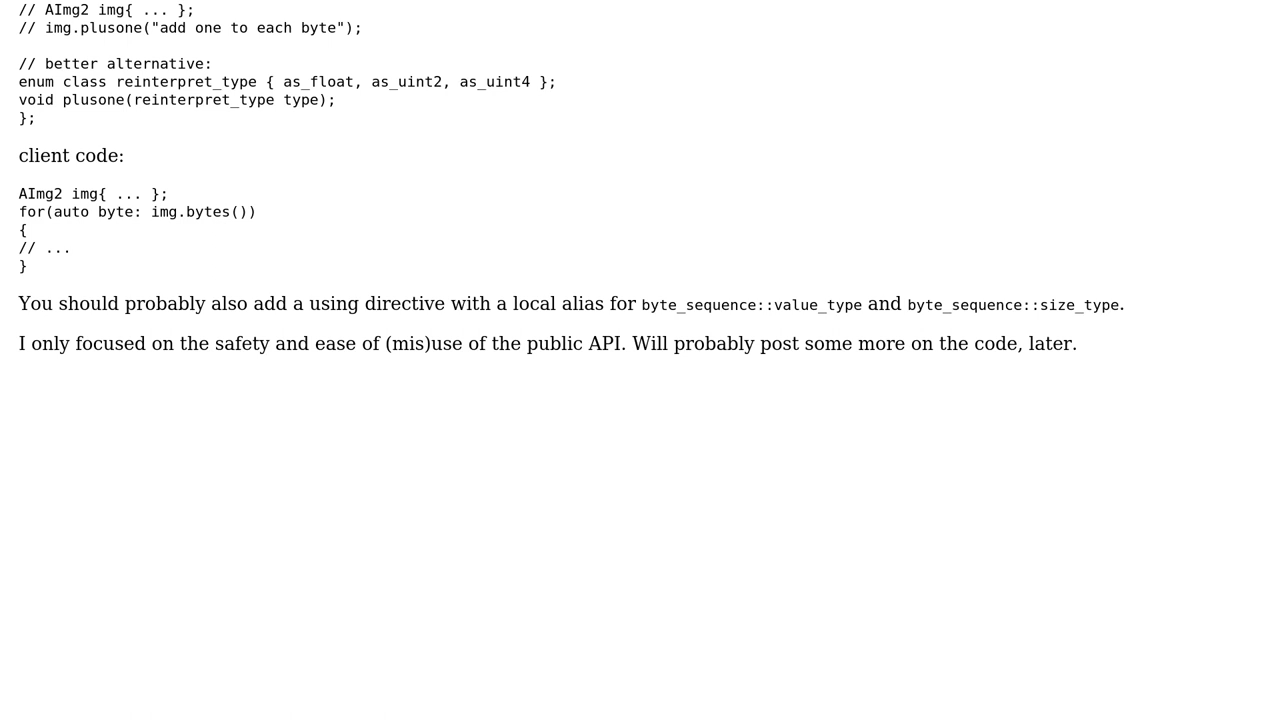 // AImg2 img{ ... };
// img.plusone("add one to each byte");
// better alternative:
enum class reinterpret_type { as_float, as_uint2, as_uint4 };
void plusone(reinterpret_type type);
};
client code:
AImg2 img{ ... };
for(auto byte: img.bytes())
{
// ...
}
You should probably also add a using directive with a local alias for byte_sequence::value_type and byte_sequence::size_type.
I only focused on the safety and ease of (mis)use of the public API. Will probably post some more on the code, later.